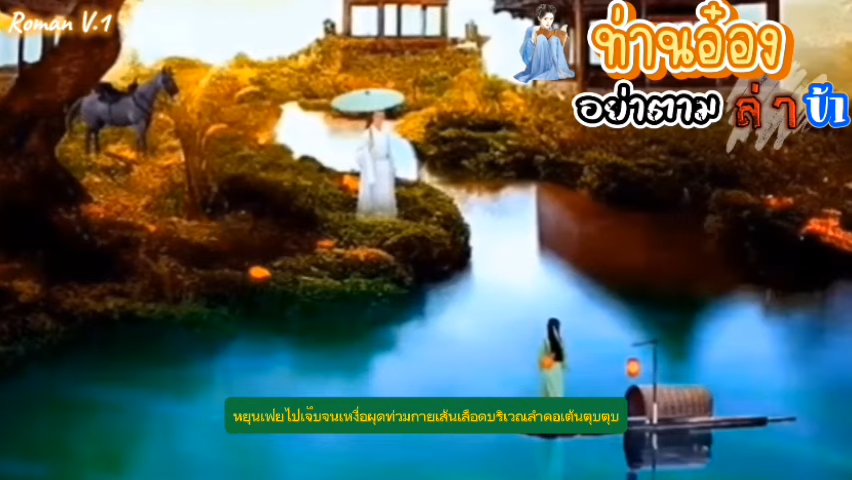 Roman V.1
ท่านอ๋อง
อย่าตาม ล่า ข้า
หยุนเฟยไปเจ็บจนเหงื่อผุดท่วมกายเส้นเลือดบริเวณลำคอเต้นตุบตุบ